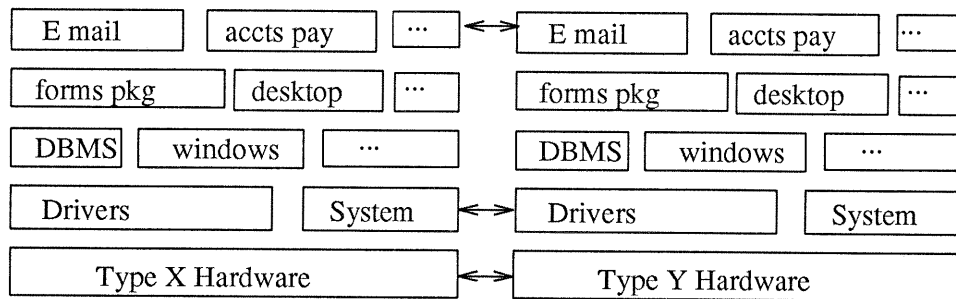 E mail accts pay ... E mail accts pay ...
forms pkg desktop ... forms pkg desktop ...
DBMS windows ... DBMS windows ...
Drivers System Drivers System
Type X Hardware Type Y Hardware